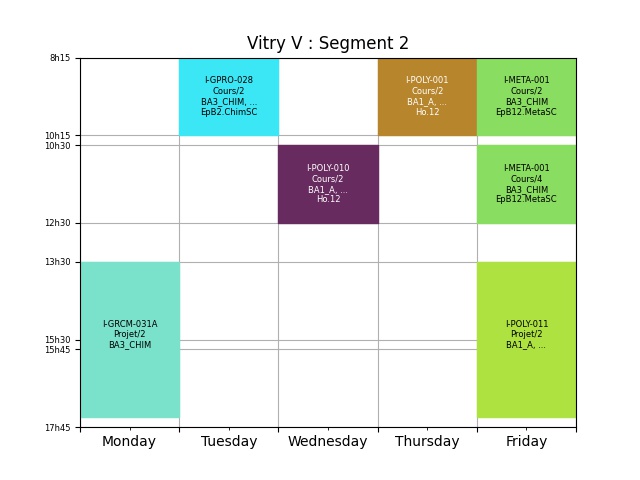 Vitry V : Segment 2
8h15
10h15
10h30
12h30
13h30
15h30
15h45
17h45
I-GRCM-031A
Projet/2
BA3_CHIM
I-GPRO-028
Cours/2
BA3_CHIM, ...
EpB2.ChimSC
I-POLY-010
Cours/2
BA1_A, ...
Ho.12
I-POLY-001
Cours/2
BA1_A, ...
Ho.12
I-META-001
Cours/2
BA3_CHIM
EpB12.MetaSC
I-META-001
Cours/4
BA3_CHIM
EpB12.MetaSC
I-POLY-011
Projet/2
BA1_A, ...
Monday
Tuesday
Wednesday
Thursday
Friday